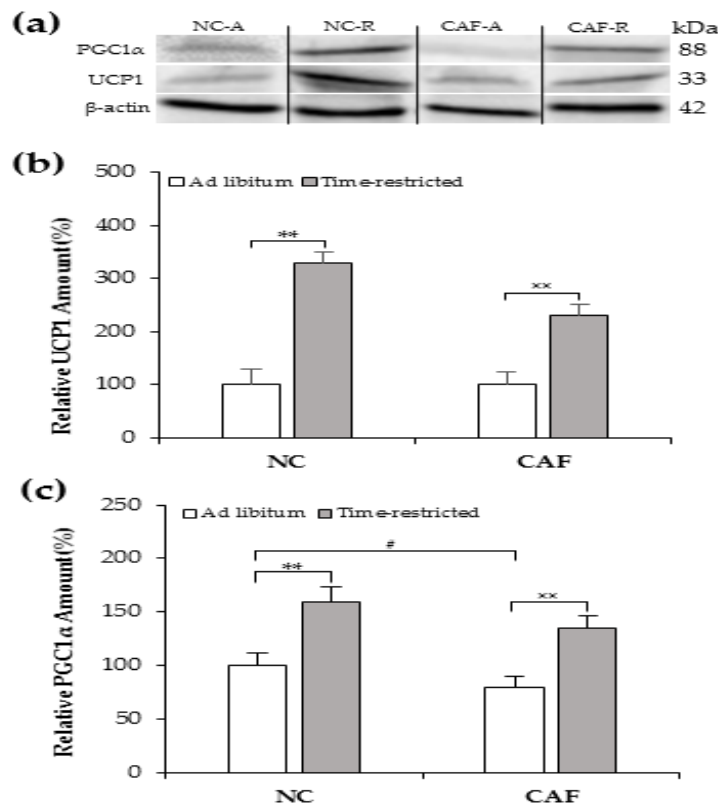 (a)
NC-A NC-R CAF-A CAF-R kDa
PGC1α 88
UCP1 33
β-actin 42
(b)
500
Ad libitum Time-restricted
400
**
300
**
200
100
0
Relative UCP1 Amount(%)
NC CAF
(c)
250
Ad libitum Time-restricted
200
#
**
**
150
100
50
0
Relative PGC1α Amount(%)
NC CAF